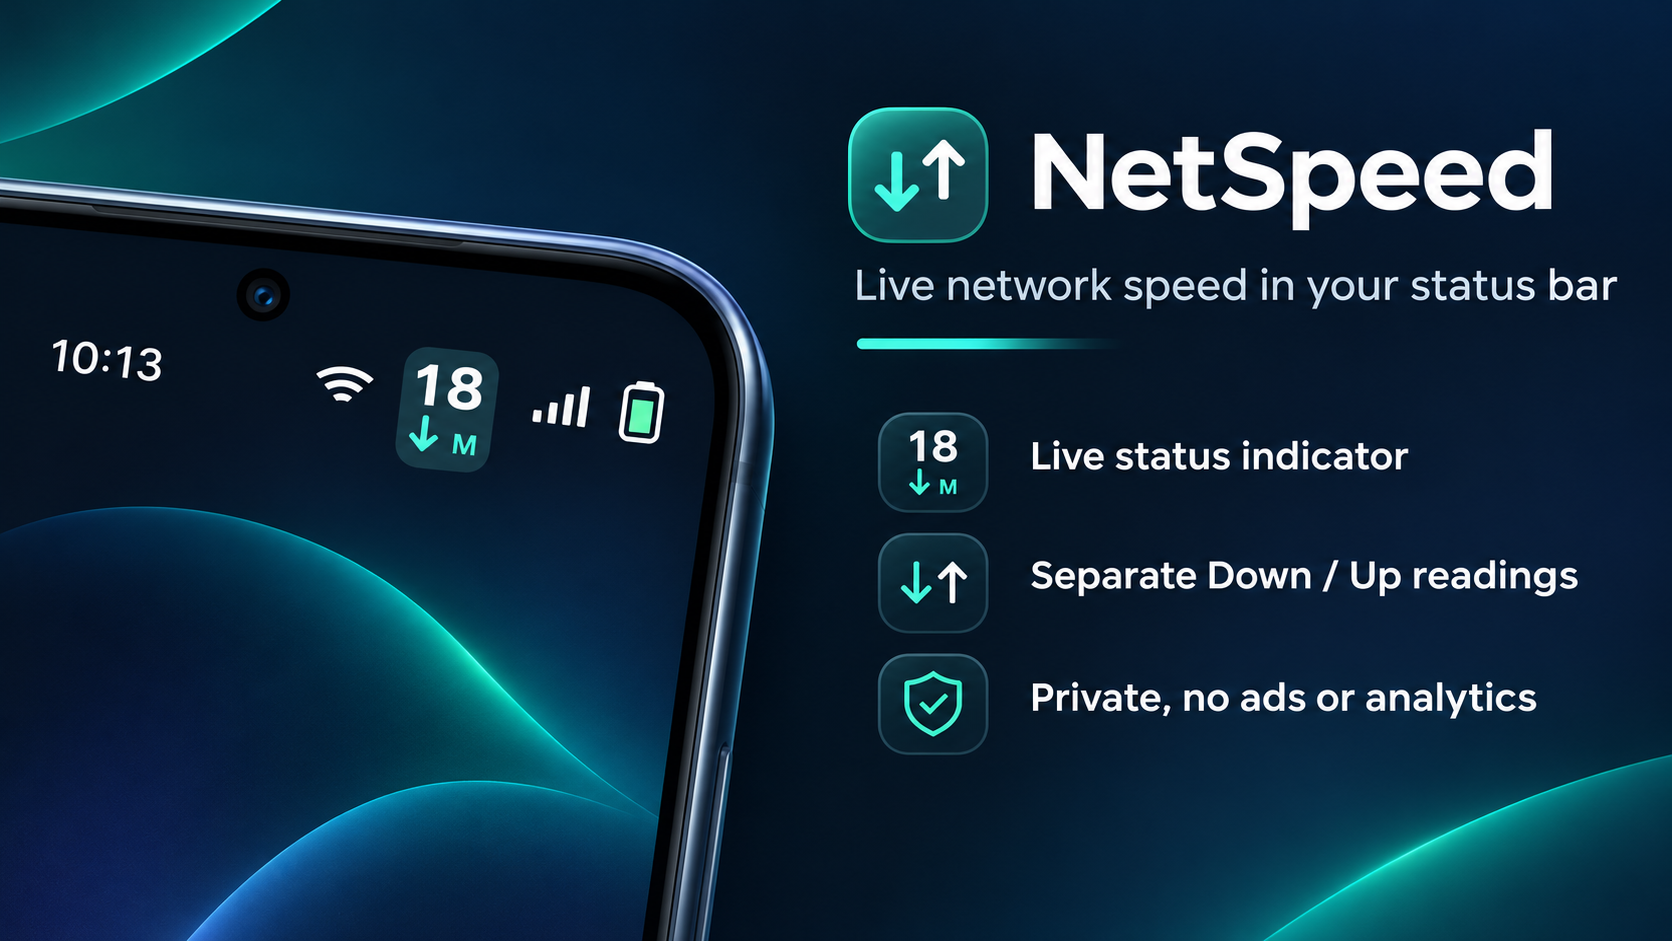 NetSpeed
Live network speed in your status bar
10:13
18
M
18
M
Live status indicator
Separate Down / Up readings
Private, no ads or analytics